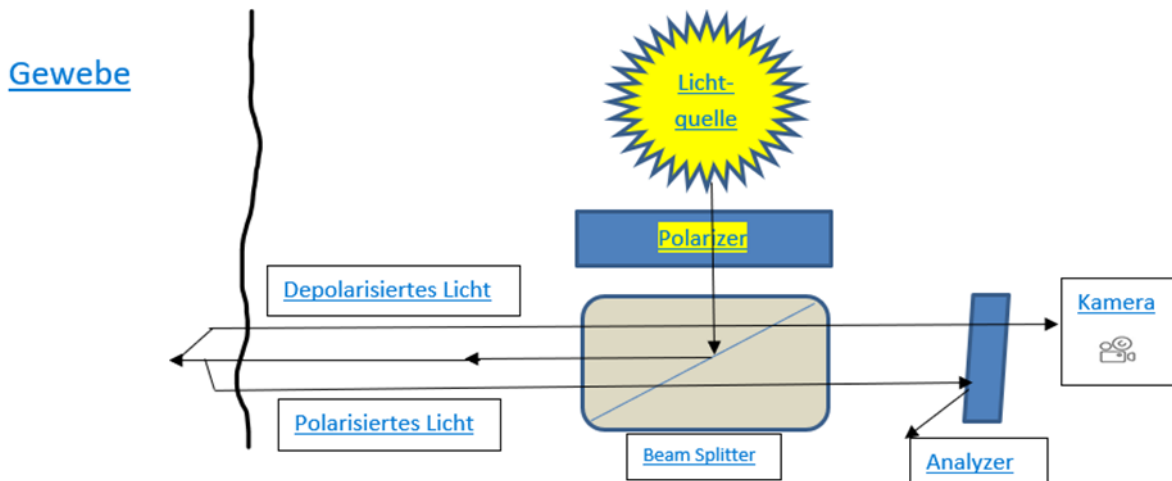 Gewebe
Licht-
quelle
Polarizer
Depolarisiertes Licht
Kamera
Polarisiertes Licht
Beam Splitter
Analyzer